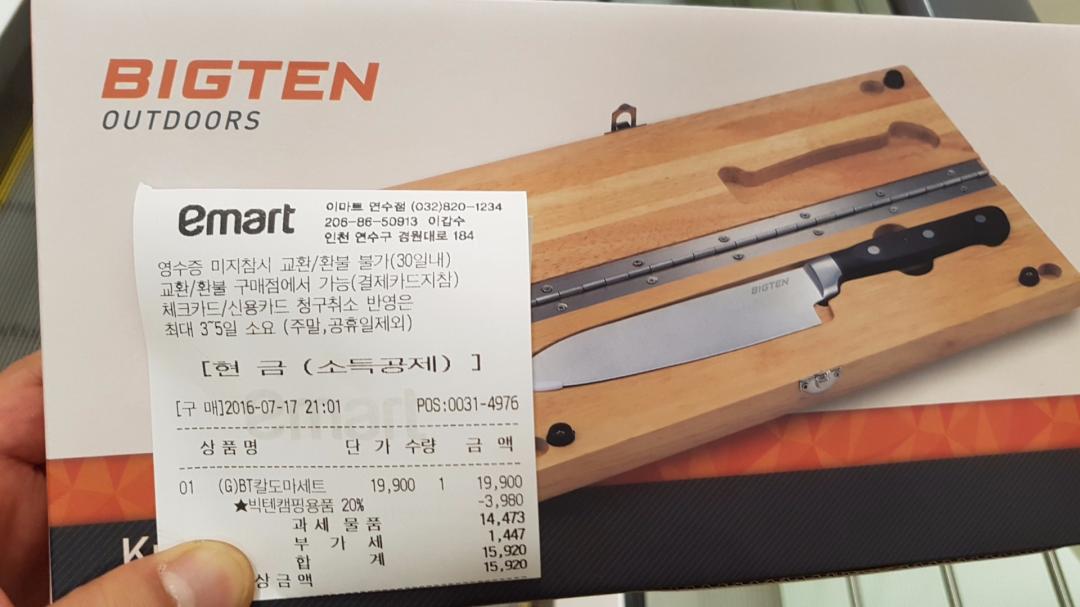 BIGTEN
OUTDOORS
emart
이마트 연수점 (032)820-1234
206-86-50913 이갑수
인천 연수구 경원대로 184
영수증 미지참시 교환/환불 불가(30일내)
교환/환불 구매점에서 가능(결제카드지참)
체크카드/신용카드 청구취소 반영은
최대 3~5일 소요 (주말,공휴일제외)
[현 금 (소득공제) ]
[구 매]2016-07-17 21:01 POS:0031-4976
상 품 명 단 가 수량 금 액
01 (G)BT칼도마세트 19,900 1 19,900
★빅텐캠핑용품 20% -3,980
과 세 물 품 14,473
부 가 세 1,447
합 계 15,920
상 금 액 15,920
BIGTEN